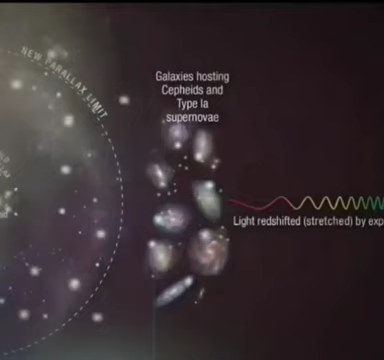 NEW PARALLAX LIMIT
Galaxies hosting
Cepheids and
Type Ia
supernovae
Light redshifted (stretched) by exp